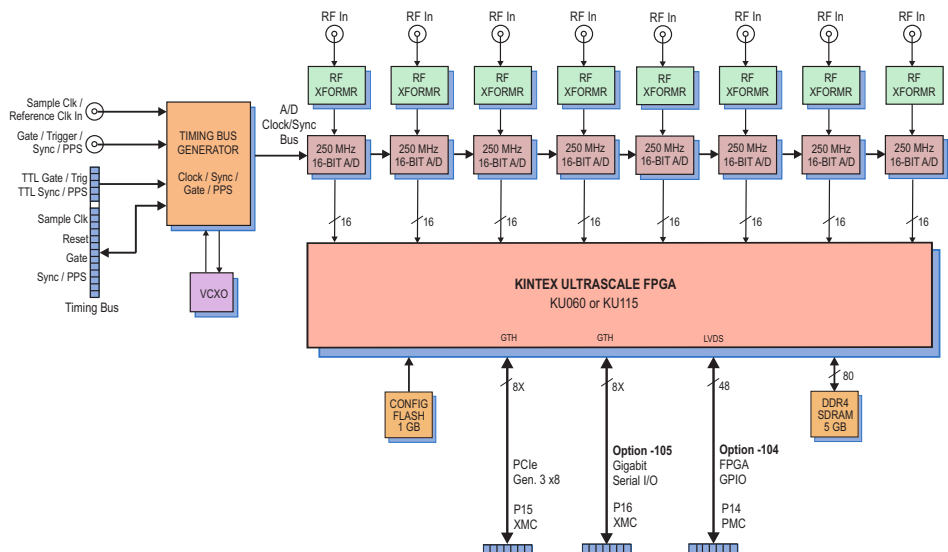 RF In RF In RF In RF In RF In RF In RF In RF In
RF XFORMR
RF XFORMR
RF XFORMR
RF XFORMR
RF XFORMR
RF XFORMR
RF XFORMR
RF XFORMR
Sample Clk /
Reference Clk In
Gate / Trigger /
Sync / PPS
TTL Gate / Trig
TTL Sync / PPS
Sample Clk
Reset
Gate
Sync / PPS
Timing Bus
TIMING BUS
GENERATOR
Clock / Sync /
Gate / PPS
VCXO
A/D
Clock/Sync
Bus
250 MHz
16-BIT A/D
250 MHz
16-BIT A/D
250 MHz
16-BIT A/D
250 MHz
16-BIT A/D
250 MHz
16-BIT A/D
250 MHz
16-BIT A/D
250 MHz
16-BIT A/D
250 MHz
16-BIT A/D
16 16 16 16 16 16 16 16
KINTEX ULTRASCALE FPGA
KU060 or KU115
GTH GTH LVDS
CONFIG
FLASH
1 GB
8X
PCIe
Gen. 3 x8
P15
XMC
8X
Option -105
Gigabit
Serial I/O
P16
XMC
48
Option -104
FPGA
GPIO
P14
PMC
80
DDR4
SDRAM
5 GB